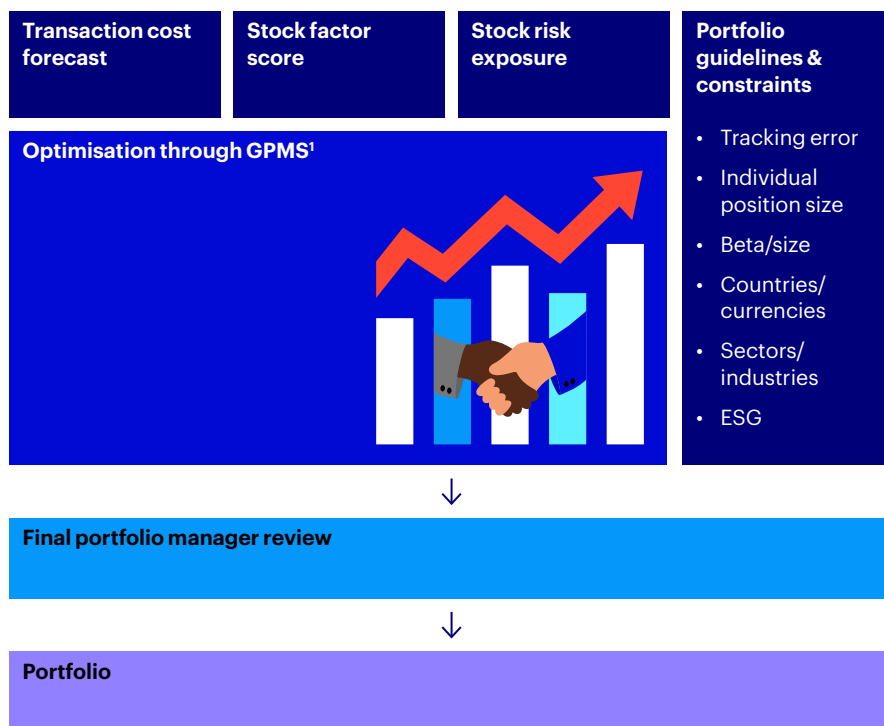 Transaction cost
forecast
Stock factor
score
Stock risk
exposure
Portfolio
guidelines &
constraints
• Tracking error
• Individual
position size
• Beta/size
• Countries/
currencies
• Sectors/
industries
• ESG
Optimisation through GPMS¹
Final portfolio manager review
Portfolio